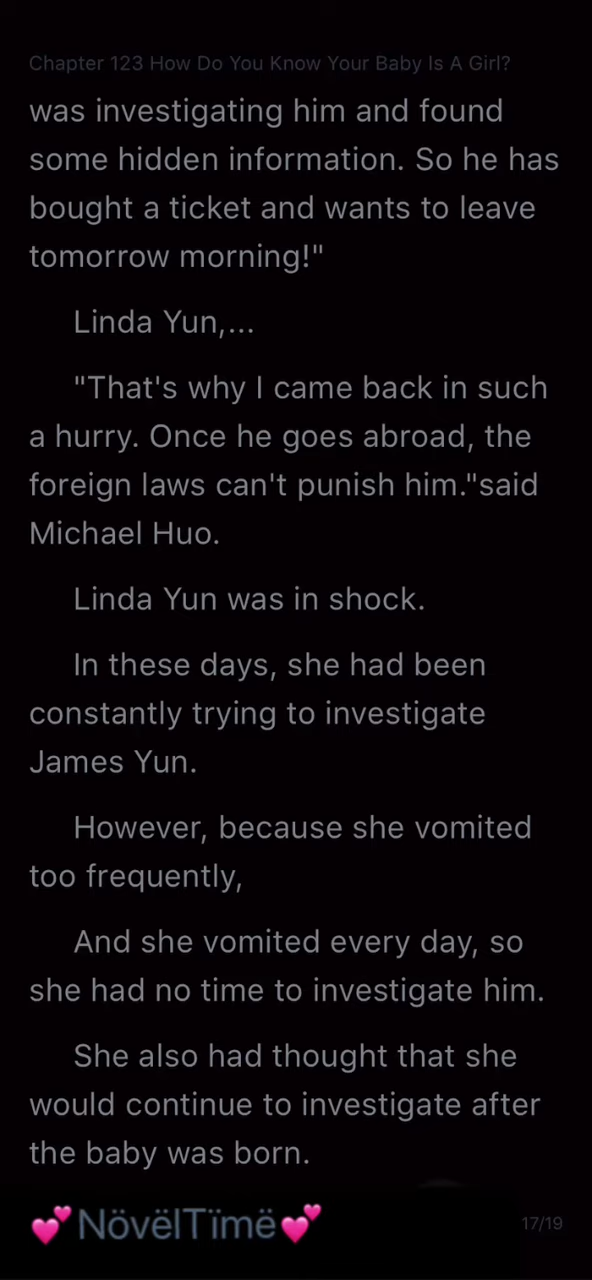 Chapter 123 How Do You Know Your Baby Is A Girl?
was investigating him and found
some hidden information. So he has
bought a ticket and wants to leave
tomorrow morning!"
Linda Yun,...
"That's why I came back in such
a hurry. Once he goes abroad, the
foreign laws can't punish him."said
Michael Huo.
Linda Yun was in shock.
In these days, she had been
constantly trying to investigate
James Yun.
However, because she vomited
too frequently,
And she vomited every day, so
she had no time to investigate him.
She also had thought that she
would continue to investigate after
the baby was born.
💕NövëlTïmë💕
17/19